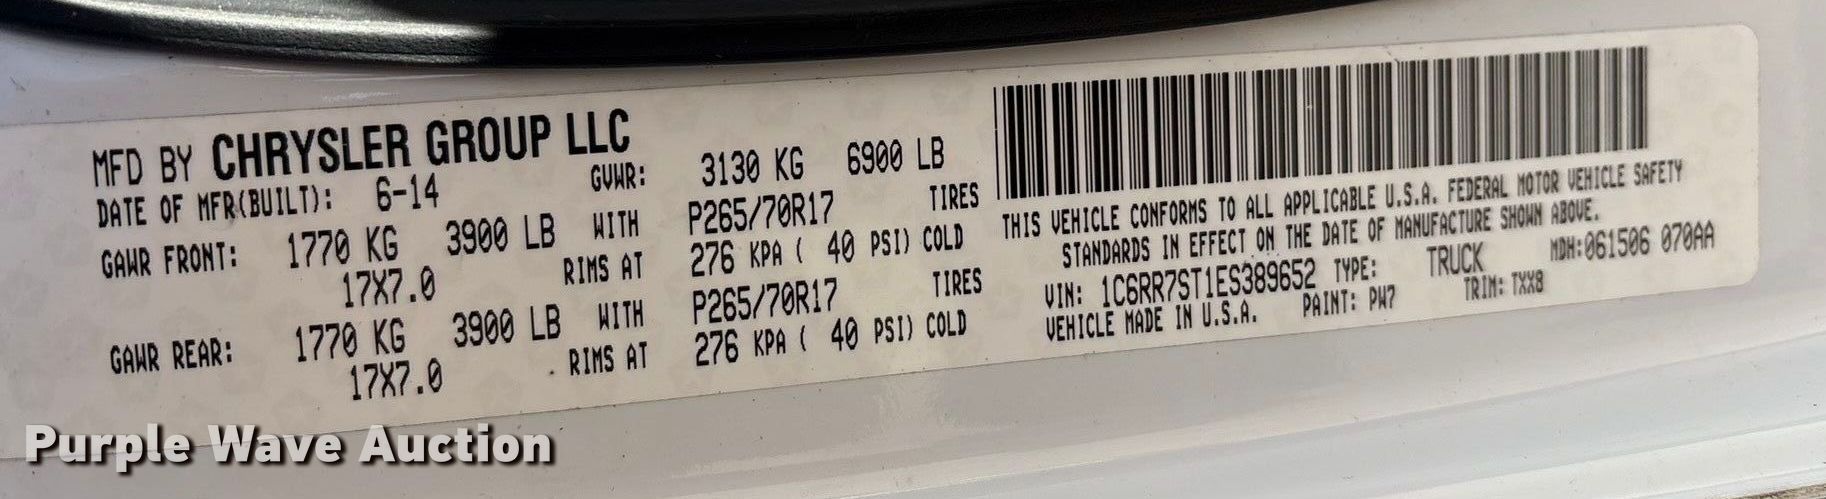 MFD BY CHRYSLER GROUP LLC
DATE OF MFR(BUILT): 6-14 GVWR: 3130 KG 6900 LB
GAWR FRONT: 1770 KG 3900 LB WITH P265/70R17 TIRES
17X7.0 RIMS AT 276 KPA ( 40 PSI) COLD
GAWR REAR: 1770 KG 3900 LB WITH P265/70R17 TIRES
17X7.0 RIMS AT 276 KPA ( 40 PSI) COLD
THIS VEHICLE CONFORMS TO ALL APPLICABLE U.S.A. FEDERAL MOTOR VEHICLE SAFETY
STANDARDS IN EFFECT ON THE DATE OF MANUFACTURE SHOWN ABOVE.
VIN: 1C6RR7ST1ES389652 TYPE: TRUCK MDH:061506 070AA
VEHICLE MADE IN U.S.A. PAINT: PW7 TRIM: TXX8
Purple Wave Auction